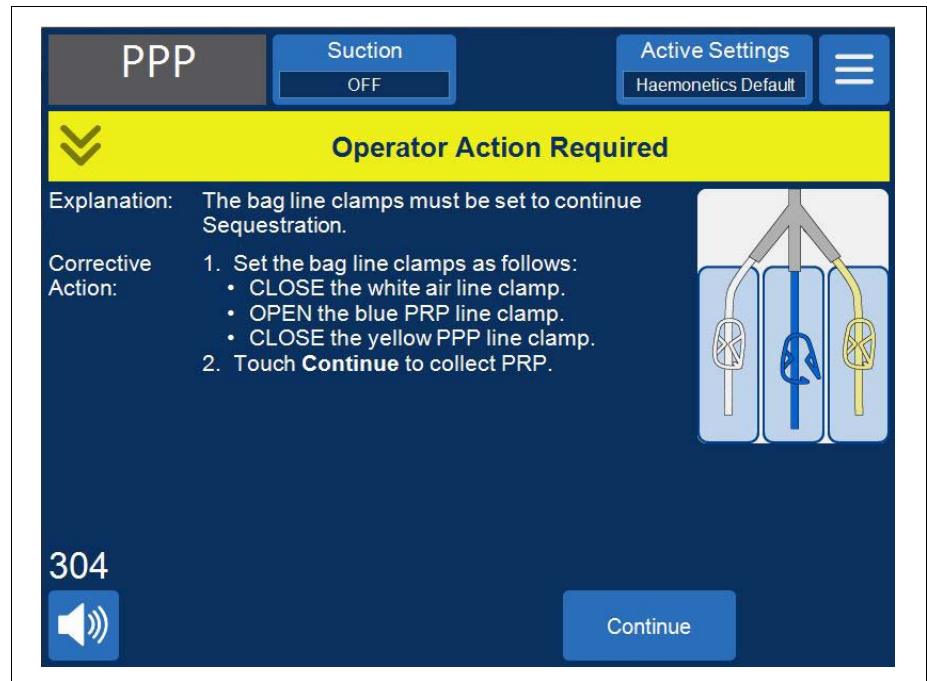 PPP
Suction
OFF
Active Settings
Haemonetics Default
Operator Action Required
Explanation: The bag line clamps must be set to continue
Sequestration.
Corrective 1. Set the bag line clamps as follows:
Action: • CLOSE the white air line clamp.
• OPEN the blue PRP line clamp.
• CLOSE the yellow PPP line clamp.
2. Touch Continue to collect PRP.
304
Continue